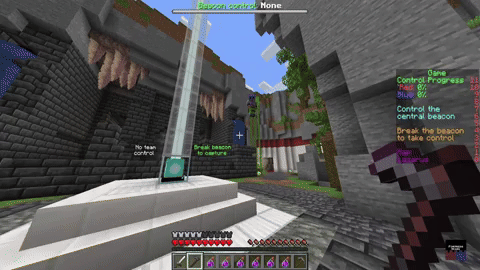 Beacon control: None
Game
Control Progress
Red 0%
Blue 0%
Control the
central beacon
Break the beacon
to take control
No team
control
Break beacon
to capture